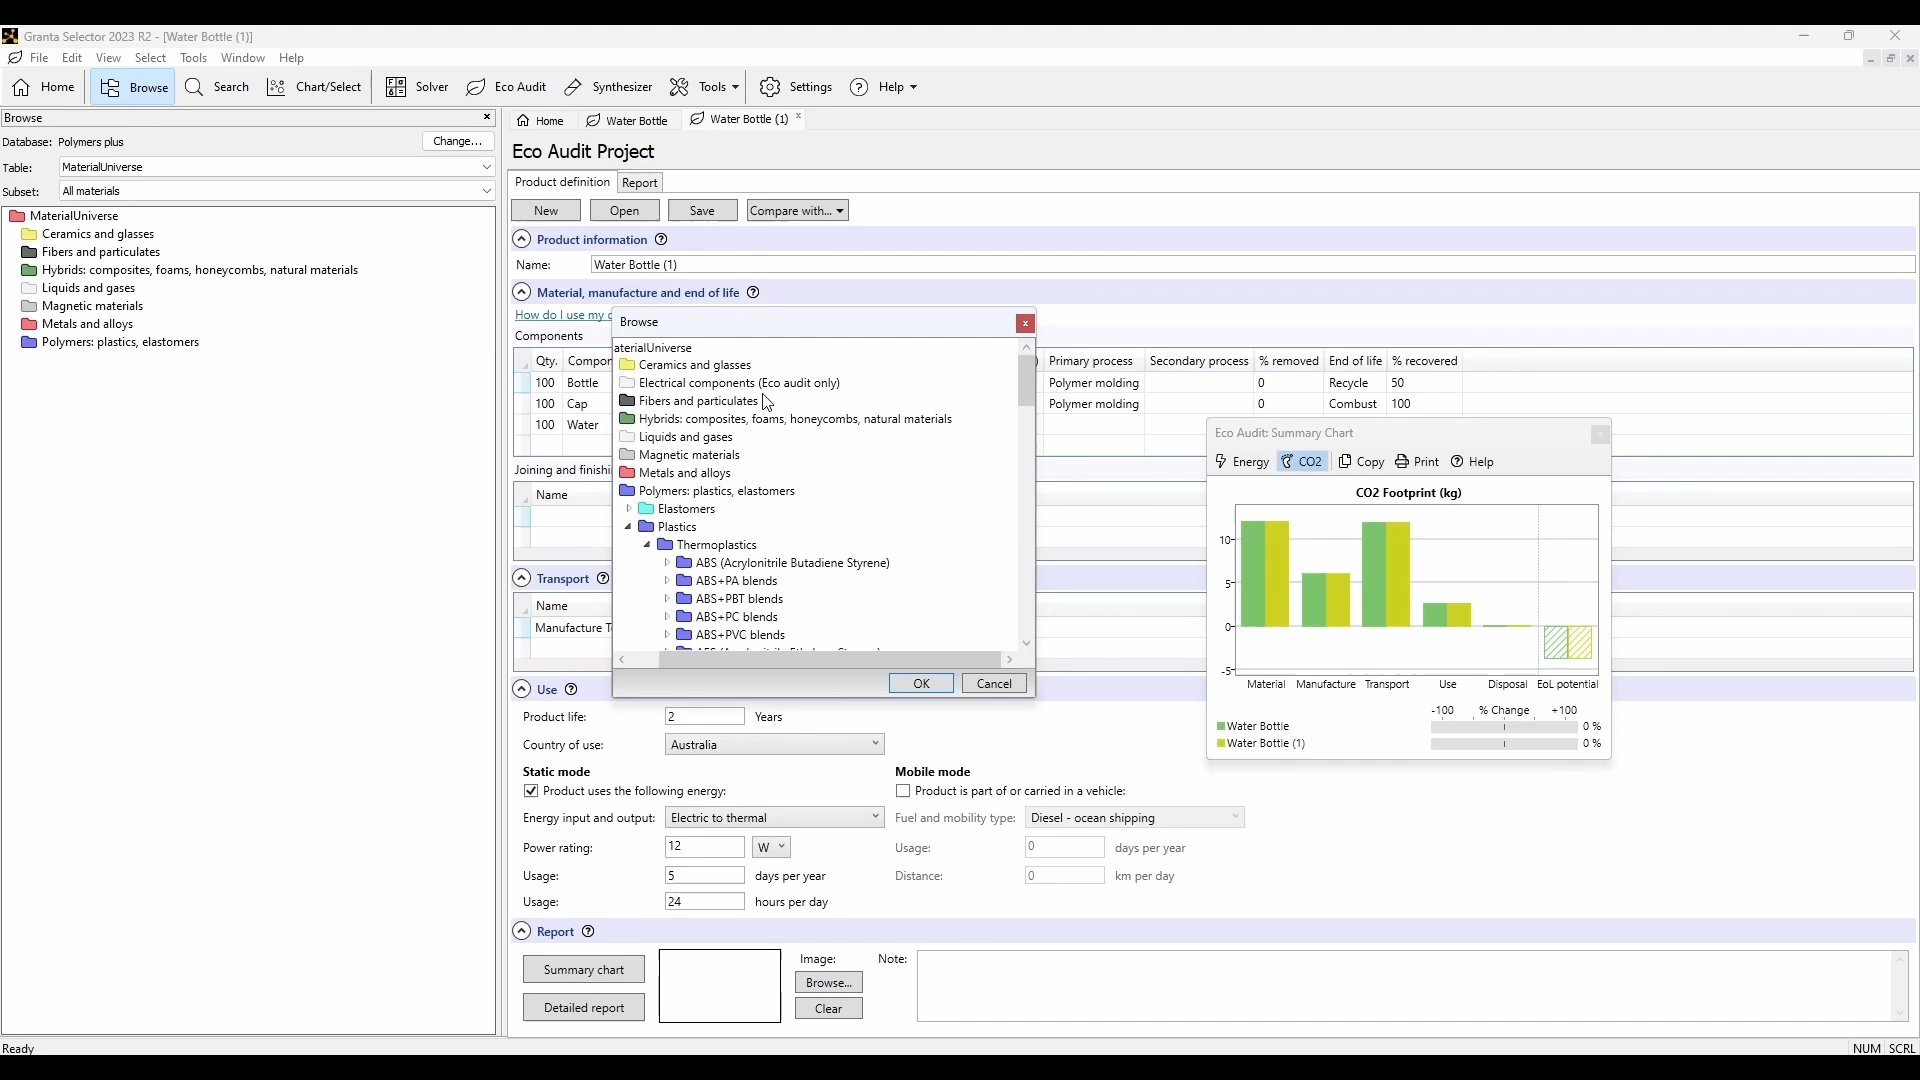 Granta Selector 2023 R2 - [Water Bottle (1)]
File Edit View Select Tools Window Help
Home Browse Search Chart/Select Solver Eco Audit Synthesizer Tools Settings Help
Browse
Database: Polymers plus Change...
Table: MaterialUniverse
Subset: All materials
MaterialUniverse
Ceramics and glasses
Fibers and particulates
Hybrids: composites, foams, honeycombs, natural materials
Liquids and gases
Magnetic materials
Metals and alloys
Polymers: plastics, elastomers
Home Water Bottle Water Bottle (1)
Eco Audit Project
Product definition Report
New Open Save Compare with...
Product information
Name: Water Bottle (1)
Material, manufacture and end of life
How do I use my
Components
Qty. Compon Primary process Secondary process % removed End of life % recovered
100 Bottle Polymer molding 0 Recycle 50
100 Cap Polymer molding 0 Combust 100
100 Water
Joining and finishi
Name
Transport
Name
Manufacture T
Browse
aterialUniverse
Ceramics and glasses
Electrical components (Eco audit only)
Fibers and particulates
Hybrids: composites, foams, honeycombs, natural materials
Liquids and gases
Magnetic materials
Metals and alloys
Polymers: plastics, elastomers
Elastomers
Plastics
Thermoplastics
ABS (Acrylonitrile Butadiene Styrene)
ABS+PA blends
ABS+PBT blends
ABS+PC blends
ABS+PVC blends
OK Cancel
Eco Audit: Summary Chart
Energy CO2 Copy Print Help
CO2 Footprint (kg)
10
5
0
-5
Material Manufacture Transport Use Disposal EoL potential
-100 % Change +100
Water Bottle 0 %
Water Bottle (1) 0 %
Use
Product life: 2 Years
Country of use: Australia
Static mode Mobile mode
Product uses the following energy: Product is part of or carried in a vehicle:
Energy input and output: Electric to thermal Fuel and mobility type: Diesel - ocean shipping
Power rating: 12 W Usage: 0 days per year
Usage: 5 days per year Distance: 0 km per day
Usage: 24 hours per day
Report
Summary chart Image: Note:
Browse...
Detailed report Clear
Ready NUM SCRL